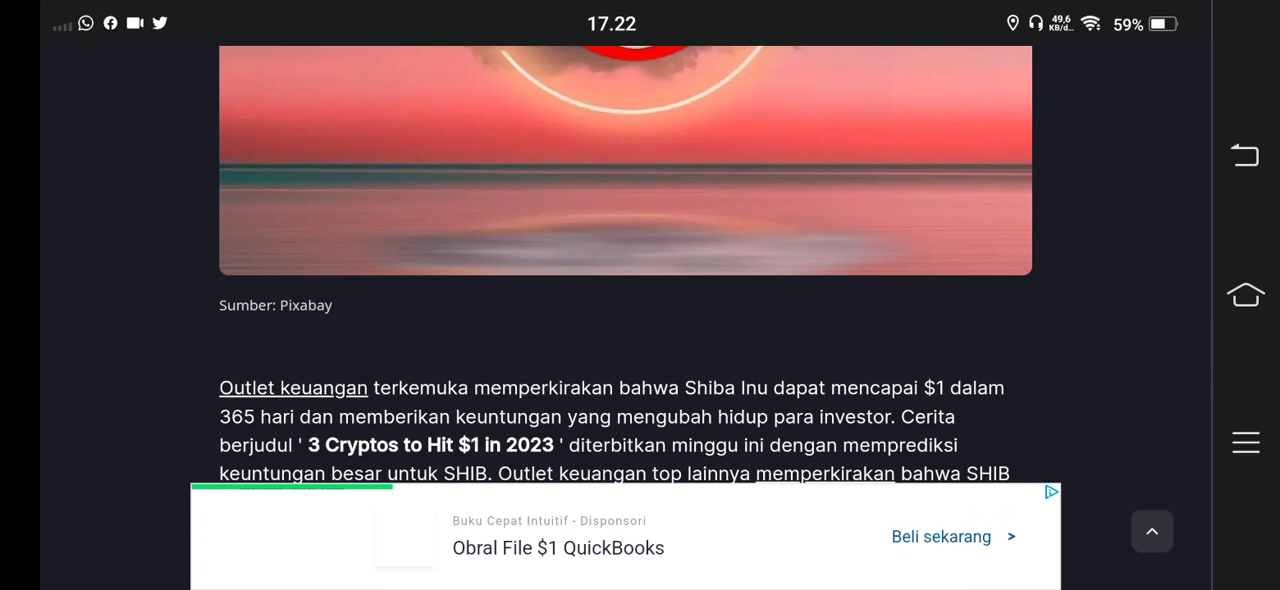 17.22
49,6
KB/d...
59%
Sumber: Pixabay
Outlet keuangan terkemuka memperkirakan bahwa Shiba Inu dapat mencapai $1 dalam
365 hari dan memberikan keuntungan yang mengubah hidup para investor. Cerita
berjudul ' 3 Cryptos to Hit $1 in 2023 ' diterbitkan minggu ini dengan memprediksi
keuntungan besar untuk SHIB. Outlet keuangan top lainnya memperkirakan bahwa SHIB
Buku Cepat Intuitif - Disponsori
Obral File $1 QuickBooks
Beli sekarang >